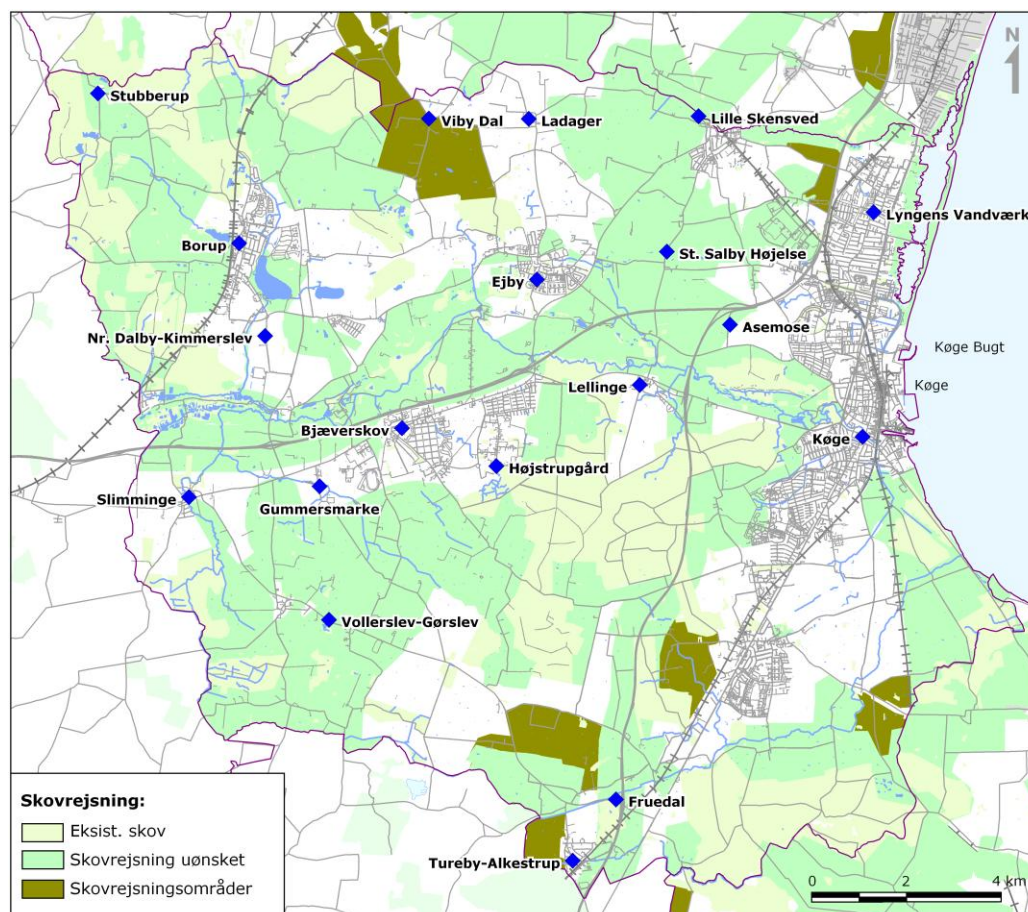 N
Stubberup
Viby Dal
Ladager
Lille Skensved
Lyngens Vandværk
Borup
St. Salby Højelse
Ejby
Asemose
Nr. Dalby-Kimmerslev
Køge Bugt
Lellinge
Køge
Bjæverskov
Køge
Højstrupgård
Slimminge
Gummersmarke
Vollerslev-Gørslev
Skovrejsning:
Eksist. skov
Skovrejsning uønsket
Skovrejsningsområder
Fruedal
Tureby-Alkestrup
0 2 4 km